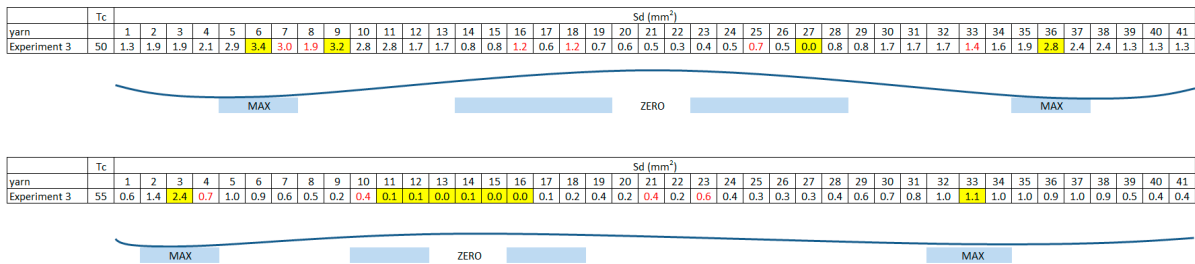 Tc Sd (mm²)
yarn 1 2 3 4 5 6 7 8 9 10 11 12 13 14 15 16 17 18 19 20 21 22 23 24 25 26 27 28 29 30 31 32 33 34 35 36 37 38 39 40 41
Experiment 3 50 1.3 1.9 1.9 2.1 2.9 3.4 3.0 1.9 3.2 2.8 2.8 1.7 1.7 0.8 0.8 1.2 0.6 1.2 0.7 0.6 0.5 0.3 0.4 0.5 0.7 0.5 0.0 0.8 0.8 1.7 1.7 1.7 1.4 1.6 1.9 2.8 2.4 2.4 1.3 1.3 1.3
MAX ZERO MAX
Tc Sd (mm²)
yarn 1 2 3 4 5 6 7 8 9 10 11 12 13 14 15 16 17 18 19 20 21 22 23 24 25 26 27 28 29 30 31 32 33 34 35 36 37 38 39 40 41
Experiment 3 55 0.6 1.4 2.4 0.7 1.0 0.9 0.6 0.5 0.2 0.4 0.1 0.1 0.0 0.1 0.0 0.0 0.1 0.2 0.4 0.2 0.4 0.2 0.6 0.4 0.3 0.3 0.3 0.4 0.6 0.7 0.8 1.0 1.1 1.0 1.0 0.9 1.0 0.9 0.5 0.4 0.4
MAX ZERO MAX